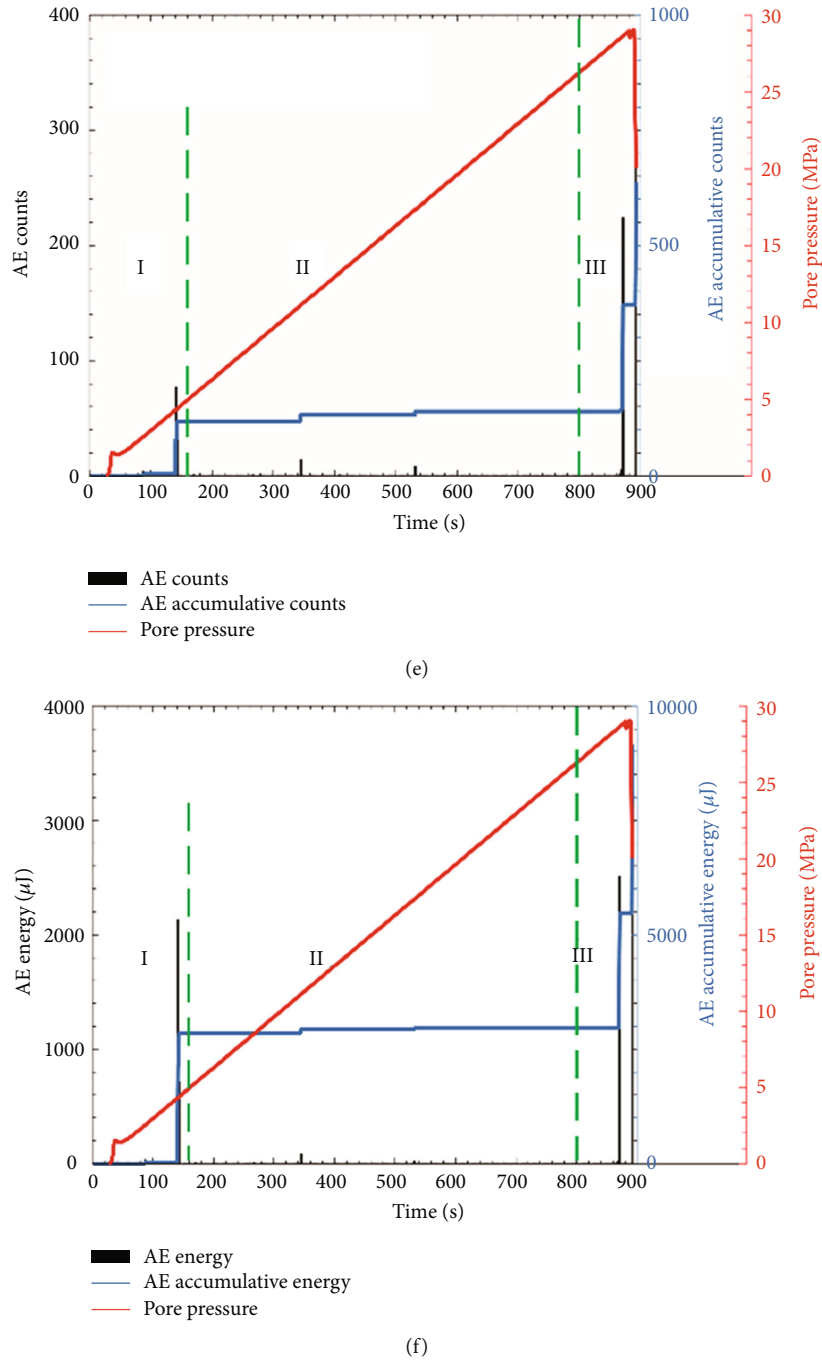 400
300
200
100
0
AE counts
I
II
III
1000
500
0
AE accumulative counts
30
26
20
15
10
5
0
Pore pressure (MPa)
0 100 200 300 400 500 600 700 800 900
Time (s)
AE counts
AE accumulative counts
Pore pressure
(e)
4000
3000
2000
1000
0
AE energy (μJ)
I
II
III
10000
5000
0
AE accumulative energy (μJ)
30
26
20
15
10
5
0
Pore pressure (MPa)
0 100 200 300 400 500 600 700 800 900
Time (s)
AE energy
AE accumulative energy
Pore pressure
(f)